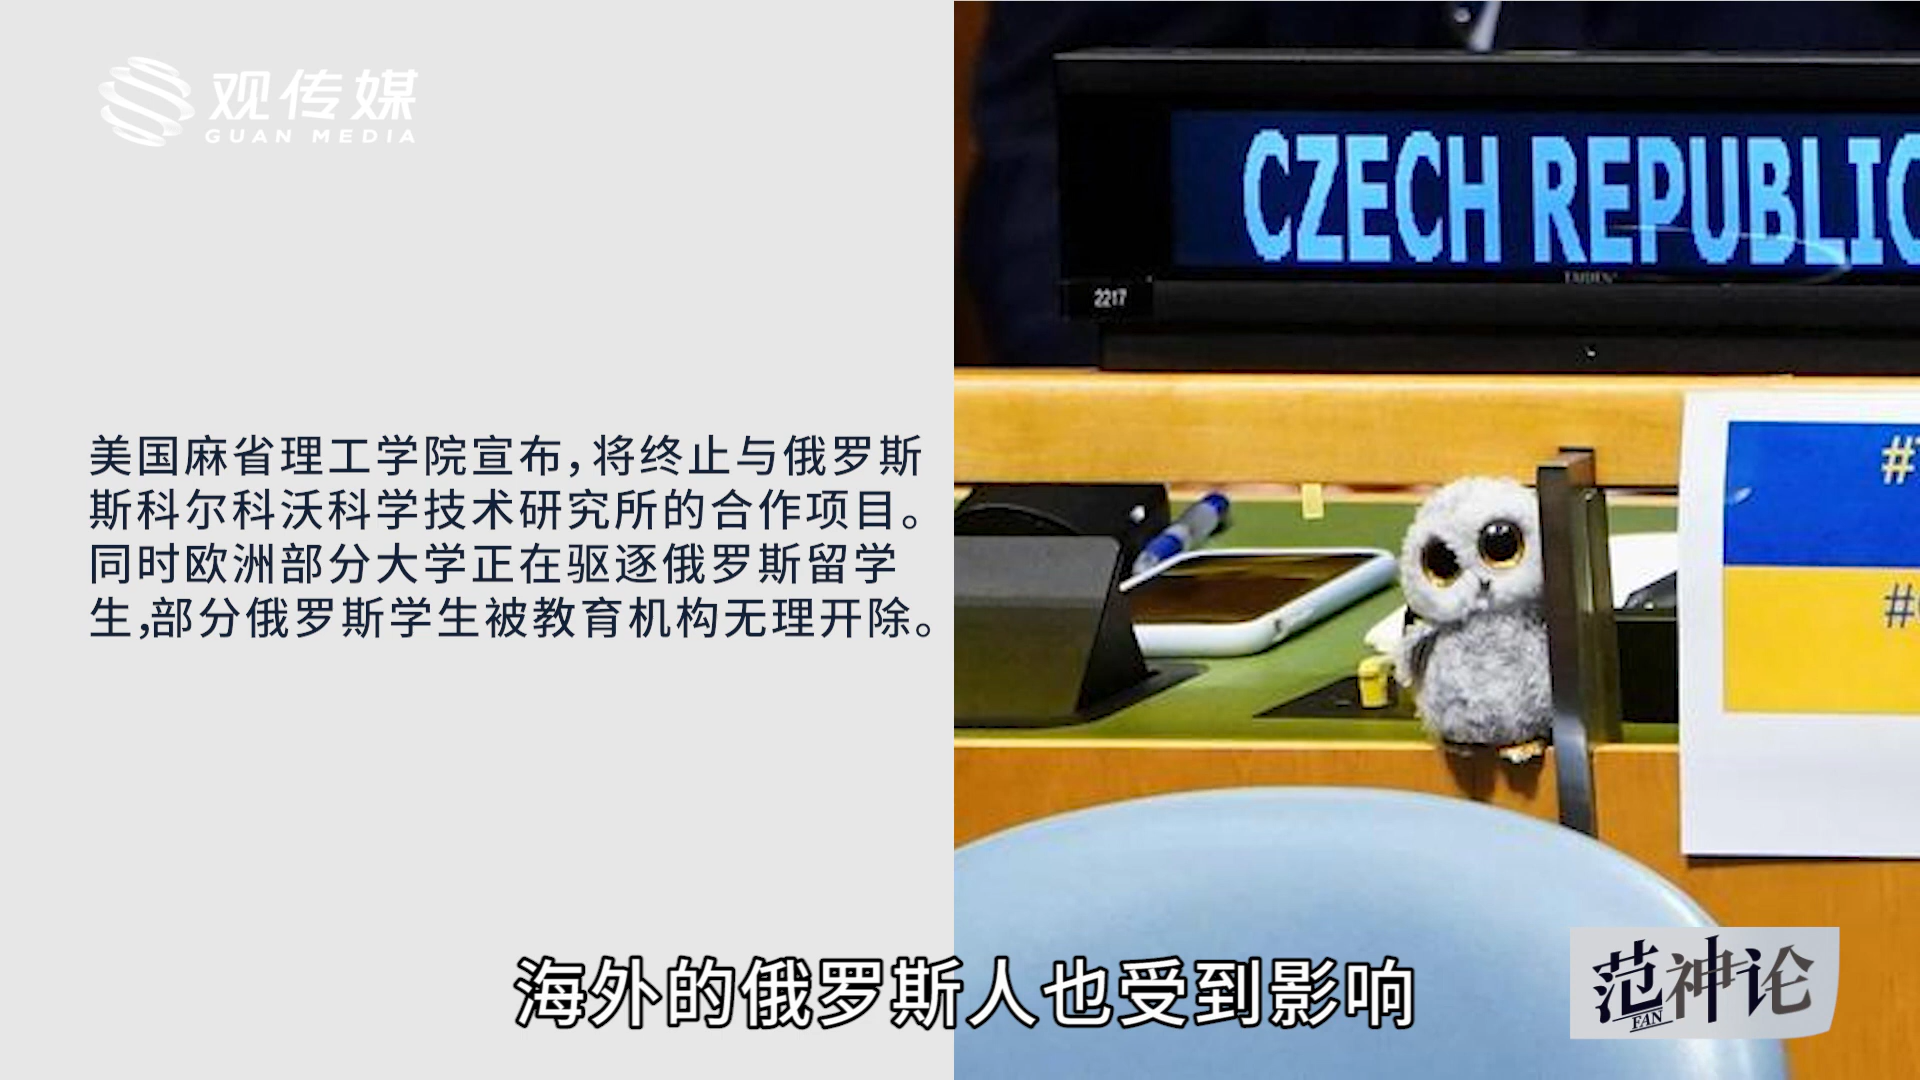 观传媒
GUAN MEDIA
美国麻省理工学院宣布,将终止与俄罗斯
斯科尔科沃科学技术研究所的合作项目。
同时欧洲部分大学正在驱逐俄罗斯留学
生,部分俄罗斯学生被教育机构无理开除。
CZECH REPUBLIC
2217
#
#
海外的俄罗斯人也受到影响
范神论
FAN